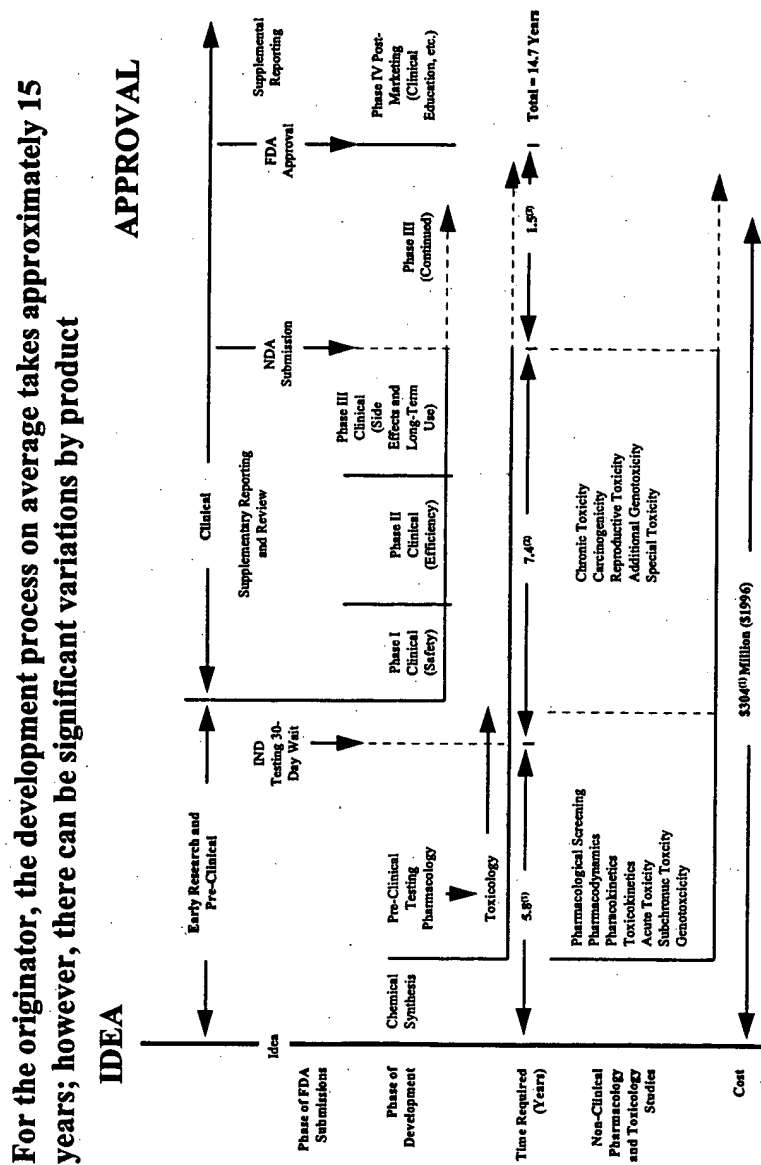 For the originator, the development process on average takes approximately 15
years; however, there can be significant variations by product
IDEA
APPROVAL
Early Research and
Pre-Clinical
Clinical
Idea
Phase of FDA
Submissions
IND
Testing 30-
Day Wait
Supplementary Reporting
and Review
NDA
Submission
FDA
Approval
Supplemental
Reporting
Phase of
Development
Chemical
Synthesis
Pre-Clinical
Testing
Pharmacology
Toxicology
Phase I
Clinical
(Safety)
Phase II
Clinical
(Efficiency)
Phase III
Clinical
(Side
Effects and
Long-Term
Use)
Phase III
(Continued)
Phase IV Post-
Marketing
(Clinical
Education, etc.)
Time Required
(Years)
5.8(1)
7.4(2)
1.5(3)
Total = 14.7 Years
Non-Clinical
Pharmacology
and Toxicology
Studies
Pharmacological Screening
Pharmacodynamics
Pharacokinetics
Toxicokinetics
Acute Toxicity
Subchronic Toxcity
Genotoxcicity
Chronic Toxicity
Carcinogenicity
Reproductive Toxicity
Additional Genotoxicity
Special Toxicity
Cost
$304(1) Million ($1996)